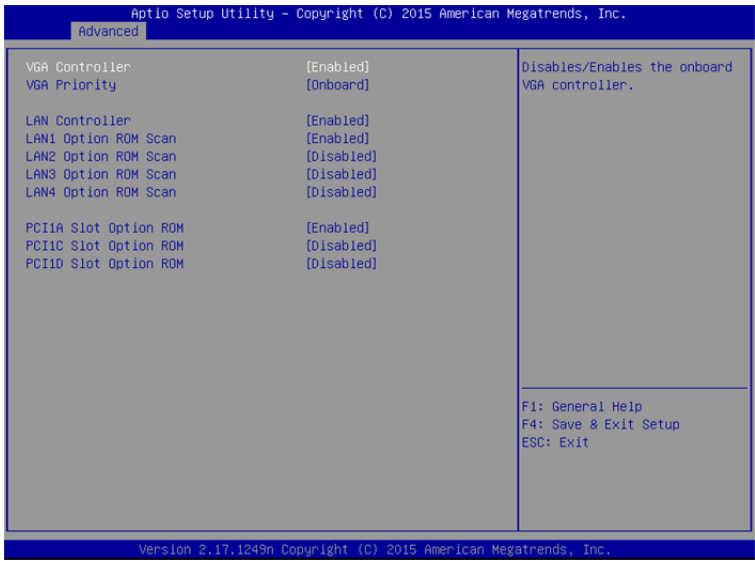 Aptio Setup Utility – Copyright (C) 2015 American Megatrends, Inc.
Advanced
VGA Controller [Enabled]
VGA Priority [Onboard]
LAN Controller [Enabled]
LAN1 Option ROM Scan [Enabled]
LAN2 Option ROM Scan [Disabled]
LAN3 Option ROM Scan [Disabled]
LAN4 Option ROM Scan [Disabled]
PCI1A Slot Option ROM [Enabled]
PCI1C Slot Option ROM [Disabled]
PCI1D Slot Option ROM [Disabled]
Disables/Enables the onboard
VGA controller.
F1: General Help
F4: Save & Exit Setup
ESC: Exit
Version 2.17.1249n Copyright (C) 2015 American Megatrends, Inc.